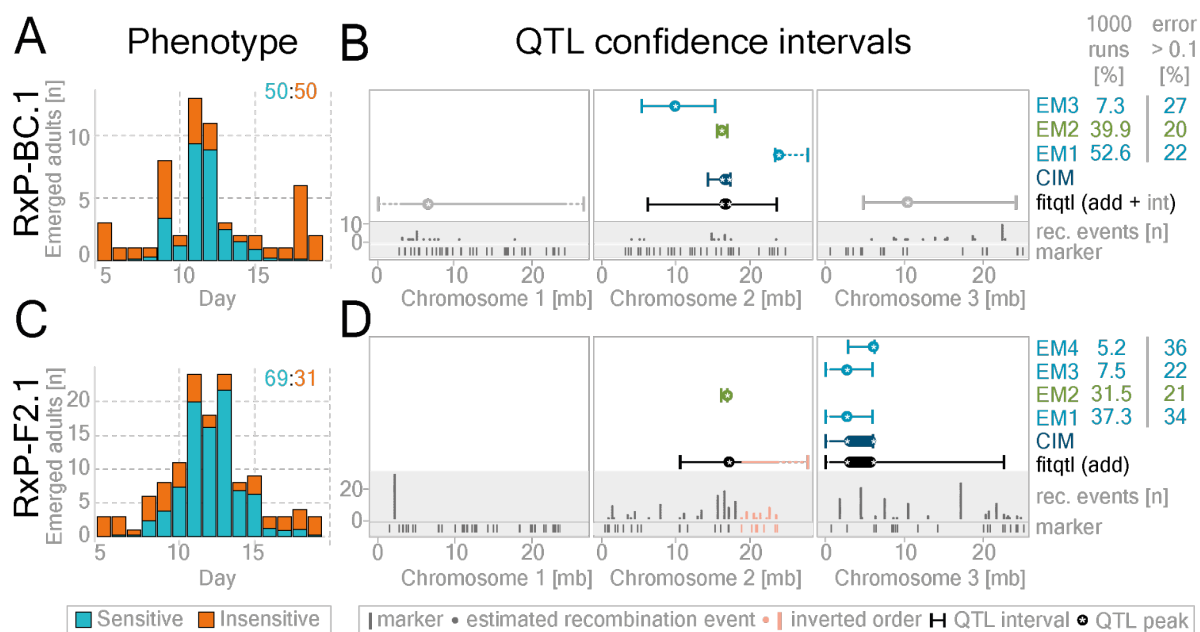 A Phenotype
B QTL confidence intervals
1000 runs [%]
error > 0.1 [%]
RxP-BC.1
Emerged adults [n]
50:50
10
5
0
5 10 15
Day
EM3 7.3 27
EM2 39.9 20
EM1 52.6 22
CIM
fitqtl (add + int)
10
0
rec. events [n]
marker
0 10 20 0 10 20 0 10 20
Chromosome 1 [mb] Chromosome 2 [mb] Chromosome 3 [mb]
C
D
RxP-F2.1
Emerged adults [n]
69:31
20
15
10
5
0
5 10 15
Day
EM4 5.2 36
EM3 7.5 22
EM2 31.5 21
EM1 37.3 34
CIM
fitqtl (add)
20
0
rec. events [n]
marker
0 10 20 0 10 20 0 10 20
Chromosome 1 [mb] Chromosome 2 [mb] Chromosome 3 [mb]
Sensitive Insensitive
marker estimated recombination event inverted order QTL interval QTL peak